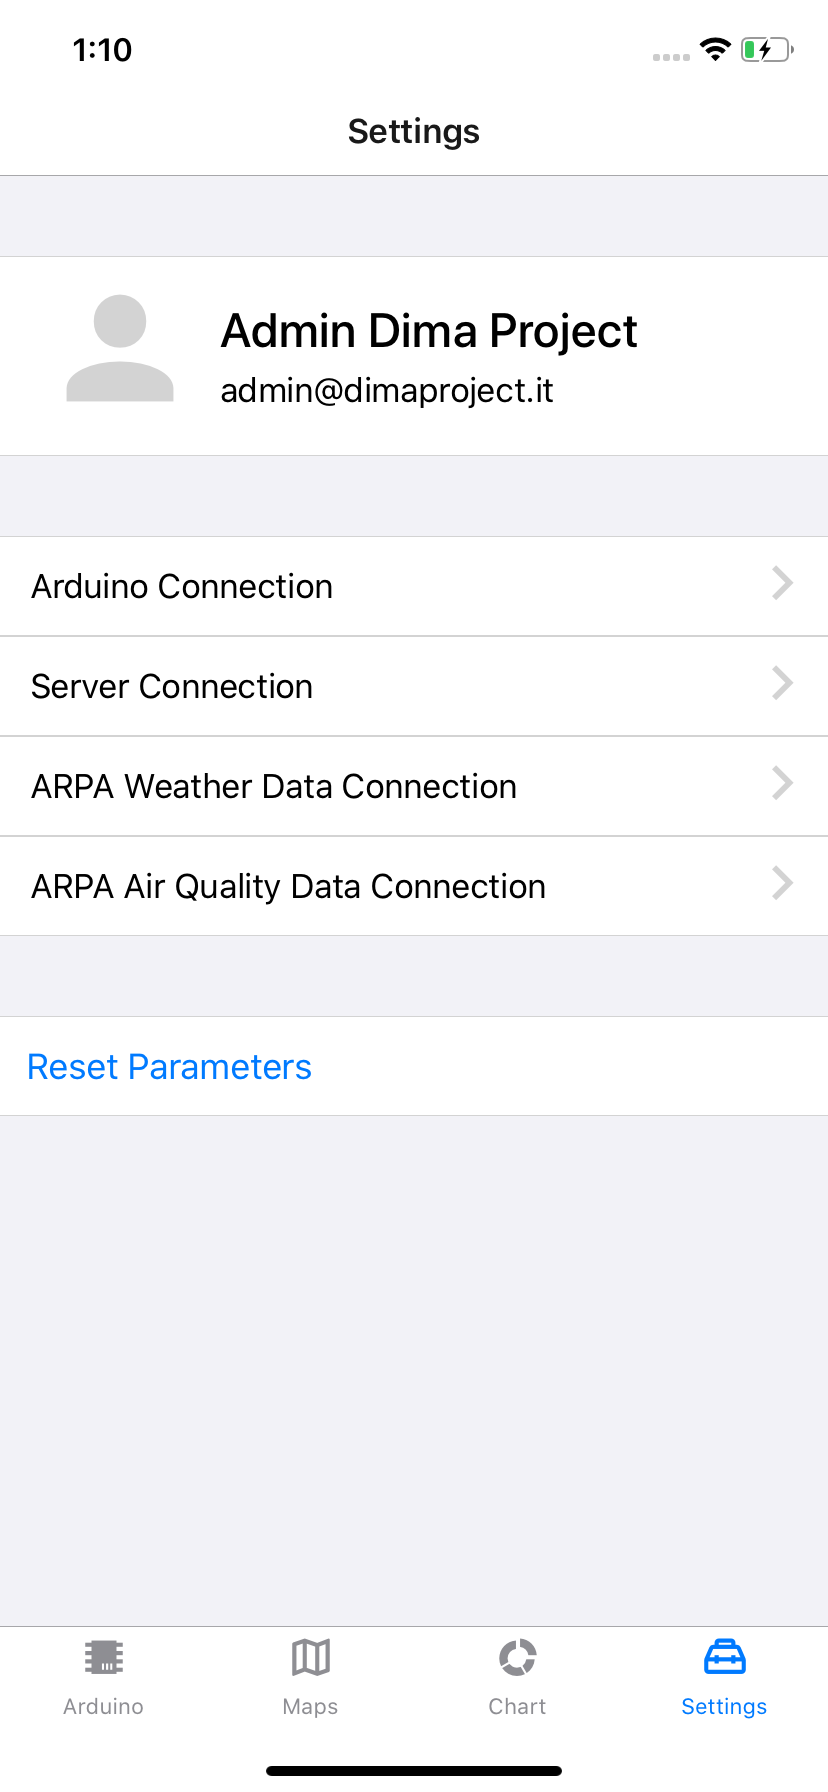 1:10
Settings
Admin Dima Project
admin@dimaproject.it
Arduino Connection
Server Connection
ARPA Weather Data Connection
ARPA Air Quality Data Connection
Reset Parameters
Arduino Maps Chart Settings